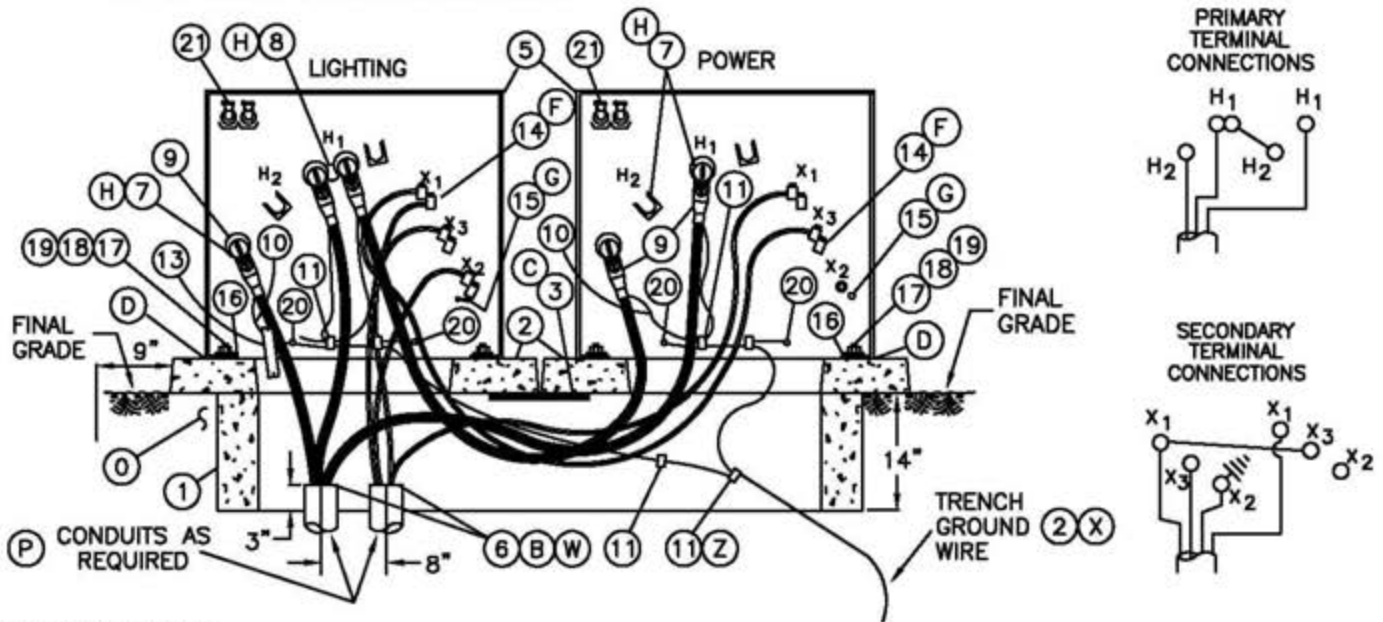 PRIMARY
TERMINAL
CONNECTIONS
H1 H1
H2 H2
21 H 8 LIGHTING 5 21 H 7 POWER
14 F
9 H1 H1
H2 X1 H2 11 X1
14 F
H 7 15 G X3
X3 15 G
10 10 9
19 18 17 13 11 X2 C X2 18 19
D 16 20 20 2 3 20 20 16 17 D
FINAL
GRADE
9"
FINAL
GRADE
SECONDARY
TERMINAL
CONNECTIONS
X1 X1
X3 X3
X2 X2
O
1
14"
P CONDUITS AS
REQUIRED
3"
8"
6 B W
11
11 Z
TRENCH
GROUND
WIRE
2 X